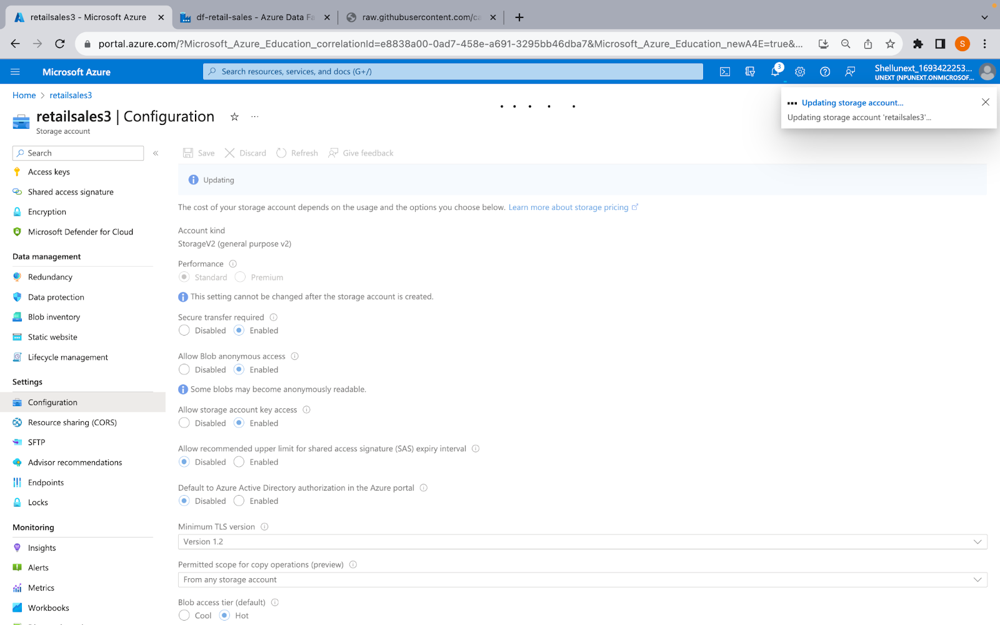 retailsales3 - Microsoft Azure
df-retail-sales - Azure Data Fa
raw.githubusercontent.com/ca
portal.azure.com/?Microsoft_Azure_Education_correlationId=e8838a00-0ad7-458e-a691-3295bb46dba7&Microsoft_Azure_Education_newA4E=true&...
S
Microsoft Azure
Search resources, services, and docs (G+/)
3
Shellunext_1693422253...
UNEXT (NPUNEXT.ONMICROSOF...
Home > retailsales3
Updating storage account...
Updating storage account 'retailsales3'...
retailsales3 | Configuration
Storage account
Search
«
Save
Discard
Refresh
Give feedback
Access keys
Shared access signature
Encryption
Microsoft Defender for Cloud
Data management
Redundancy
Data protection
Blob inventory
Static website
Lifecycle management
Settings
Configuration
Resource sharing (CORS)
SFTP
Advisor recommendations
Endpoints
Locks
Monitoring
Insights
Alerts
Metrics
Workbooks
Updating
The cost of your storage account depends on the usage and the options you choose below. Learn more about storage pricing
Account kind
StorageV2 (general purpose v2)
Performance
Standard Premium
This setting cannot be changed after the storage account is created.
Secure transfer required
Disabled Enabled
Allow Blob anonymous access
Disabled Enabled
Some blobs may become anonymously readable.
Allow storage account key access
Disabled Enabled
Allow recommended upper limit for shared access signature (SAS) expiry interval
Disabled Enabled
Default to Azure Active Directory authorization in the Azure portal
Disabled Enabled
Minimum TLS version
Version 1.2
Permitted scope for copy operations (preview)
From any storage account
Blob access tier (default)
Cool Hot